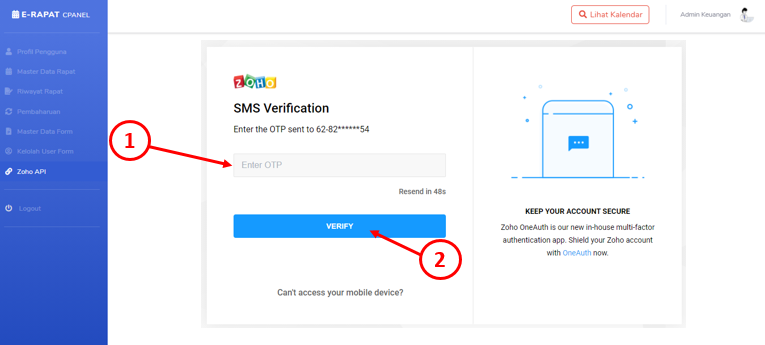 E-RAPAT CPANEL
Lihat Kalendar
Admin Keuangan
Profil Pengguna
Master Data Rapat
Riwayat Rapat
Pembaharuan
Master Data Form
Kelolah User Form
Zoho API
Logout
ZOHO
SMS Verification
Enter the OTP sent to 62-82******54
1
Enter OTP
Resend in 48s
VERIFY
2
Can't access your mobile device?
KEEP YOUR ACCOUNT SECURE
Zoho OneAuth is our new in-house multi-factor
authentication app. Shield your Zoho account
with OneAuth now.